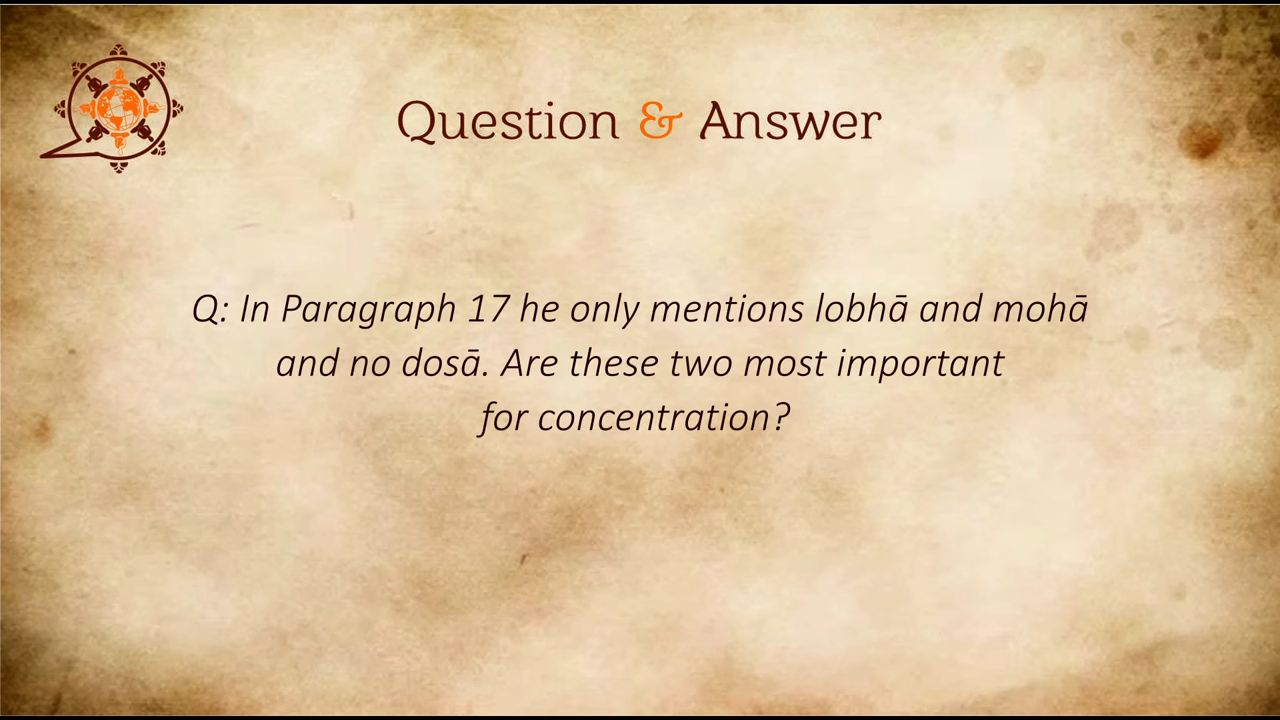 Question & Answer
Q: In Paragraph 17 he only mentions lobhā and mohā
and no dosā. Are these two most important
for concentration?